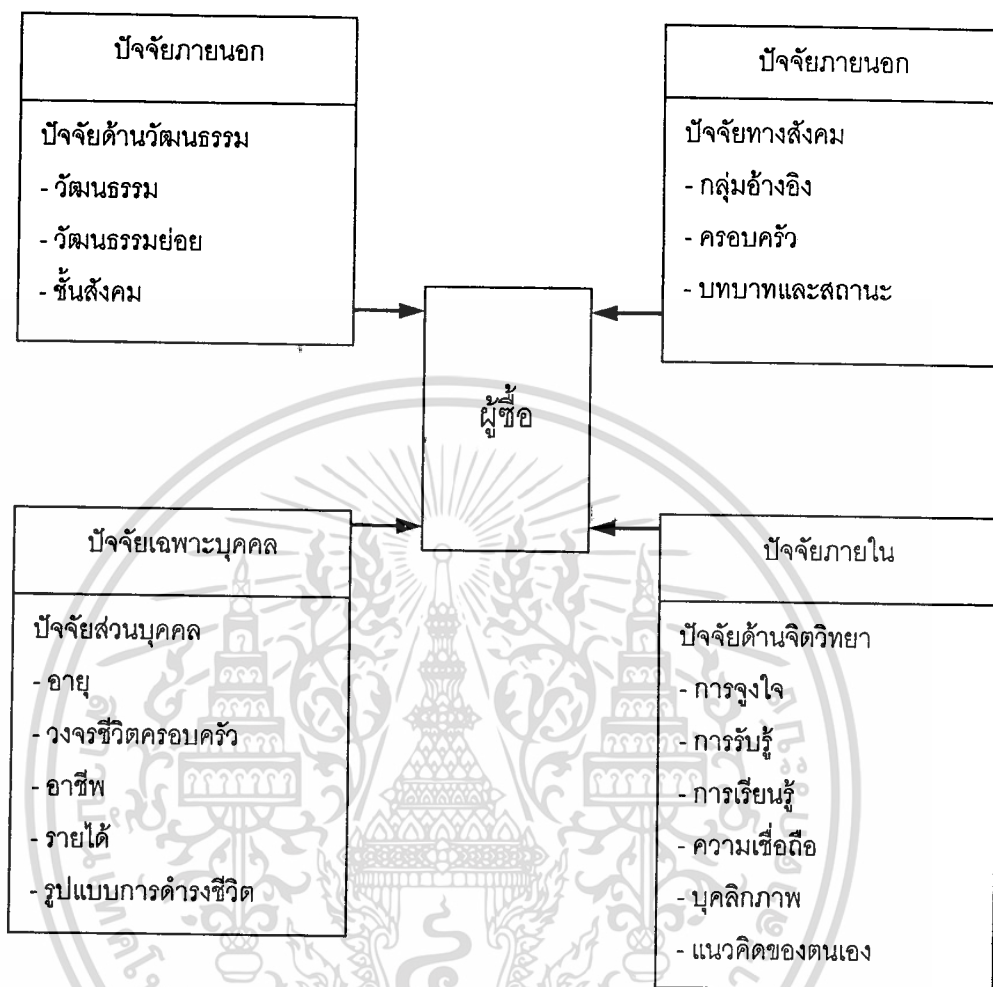 ปัจจัยภายนอก
ปัจจัยด้านวัฒนธรรม
- วัฒนธรรม
- วัฒนธรรมย่อย
- ชั้นสังคม
ปัจจัยภายนอก
ปัจจัยทางสังคม
- กลุ่มอ้างอิง
- ครอบครัว
- บทบาทและสถานะ
ผู้ซื้อ
ปัจจัยเฉพาะบุคคล
ปัจจัยส่วนบุคคล
- อายุ
- วงจรชีวิตครอบครัว
- อาชีพ
- รายได้
- รูปแบบการดำรงชีวิต
ปัจจัยภายใน
ปัจจัยด้านจิตวิทยา
- การจูงใจ
- การรับรู้
- การเรียนรู้
- ความเชื่อถือ
- บุคลิกภาพ
- แนวคิดของตนเอง